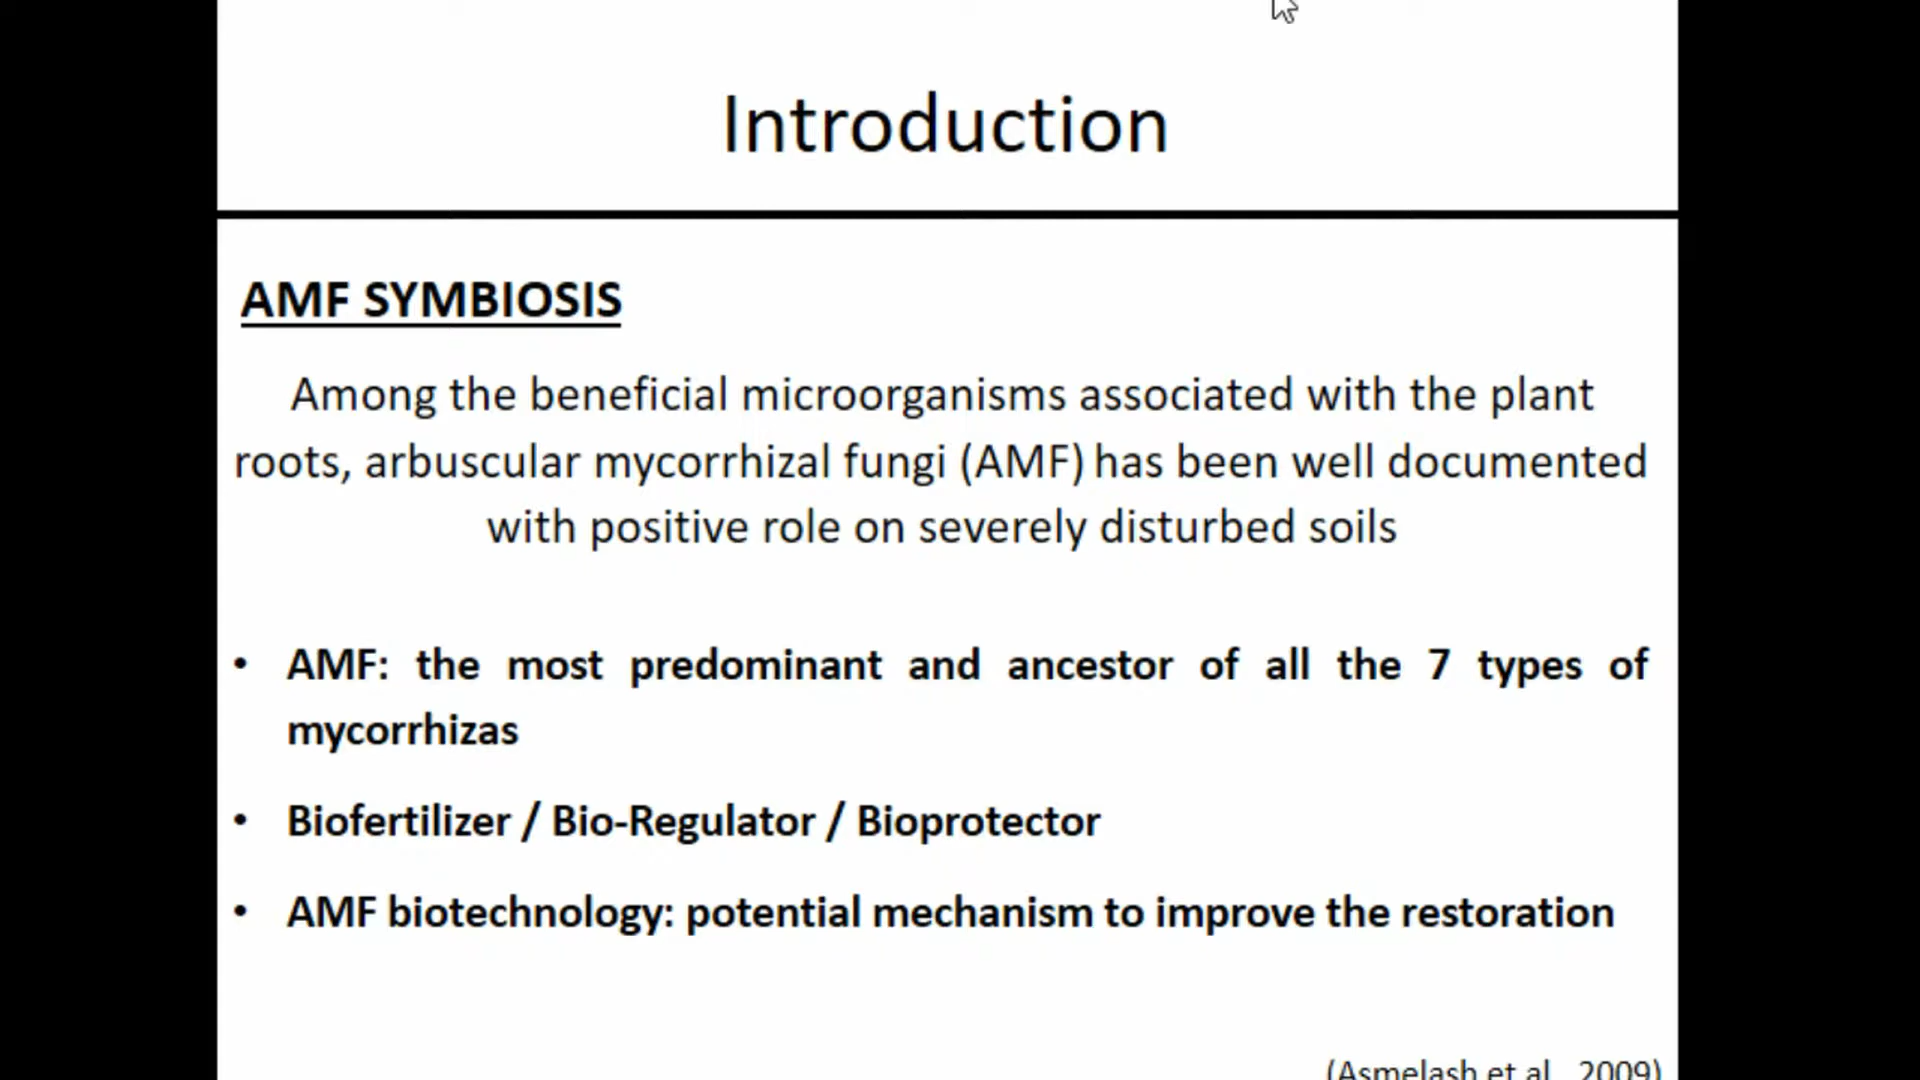 Introduction
AMF SYMBIOSIS
Among the beneficial microorganisms associated with the plant
roots, arbuscular mycorrhizal fungi (AMF) has been well documented
with positive role on severely disturbed soils
• AMF: the most predominant and ancestor of all the 7 types of
mycorrhizas
• Biofertilizer / Bio-Regulator / Bioprotector
• AMF biotechnology: potential mechanism to improve the restoration
(Asmelash et al., 2009)